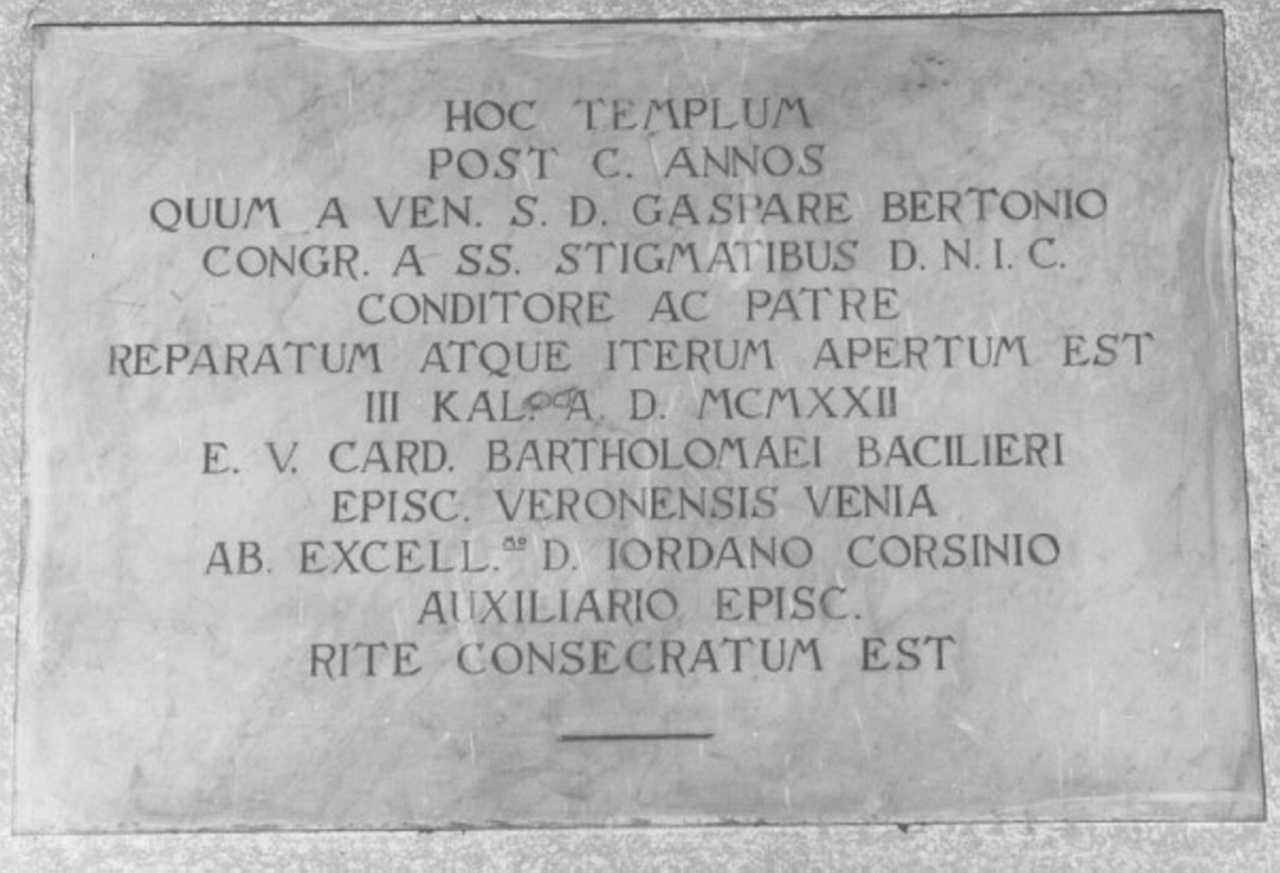 HOC TEMPLUM
POST C. ANNOS
QUUM A VEN. S. D. GASPARE BERTONIO
CONGR. A SS. STIGMATIBUS D. N. I. C.
CONDITORE AC PATRE
REPARATUM ATQUE ITERUM APERTUM EST
III KAL. A. D. MCMXXII
E. V. CARD. BARTHOLOMAEI BACILIERI
EPISC. VERONENSIS VENIA
AB. EXCELL.mo D. IORDANO CORSINIO
AUXILIARIO EPISC.
RITE CONSECRATUM EST